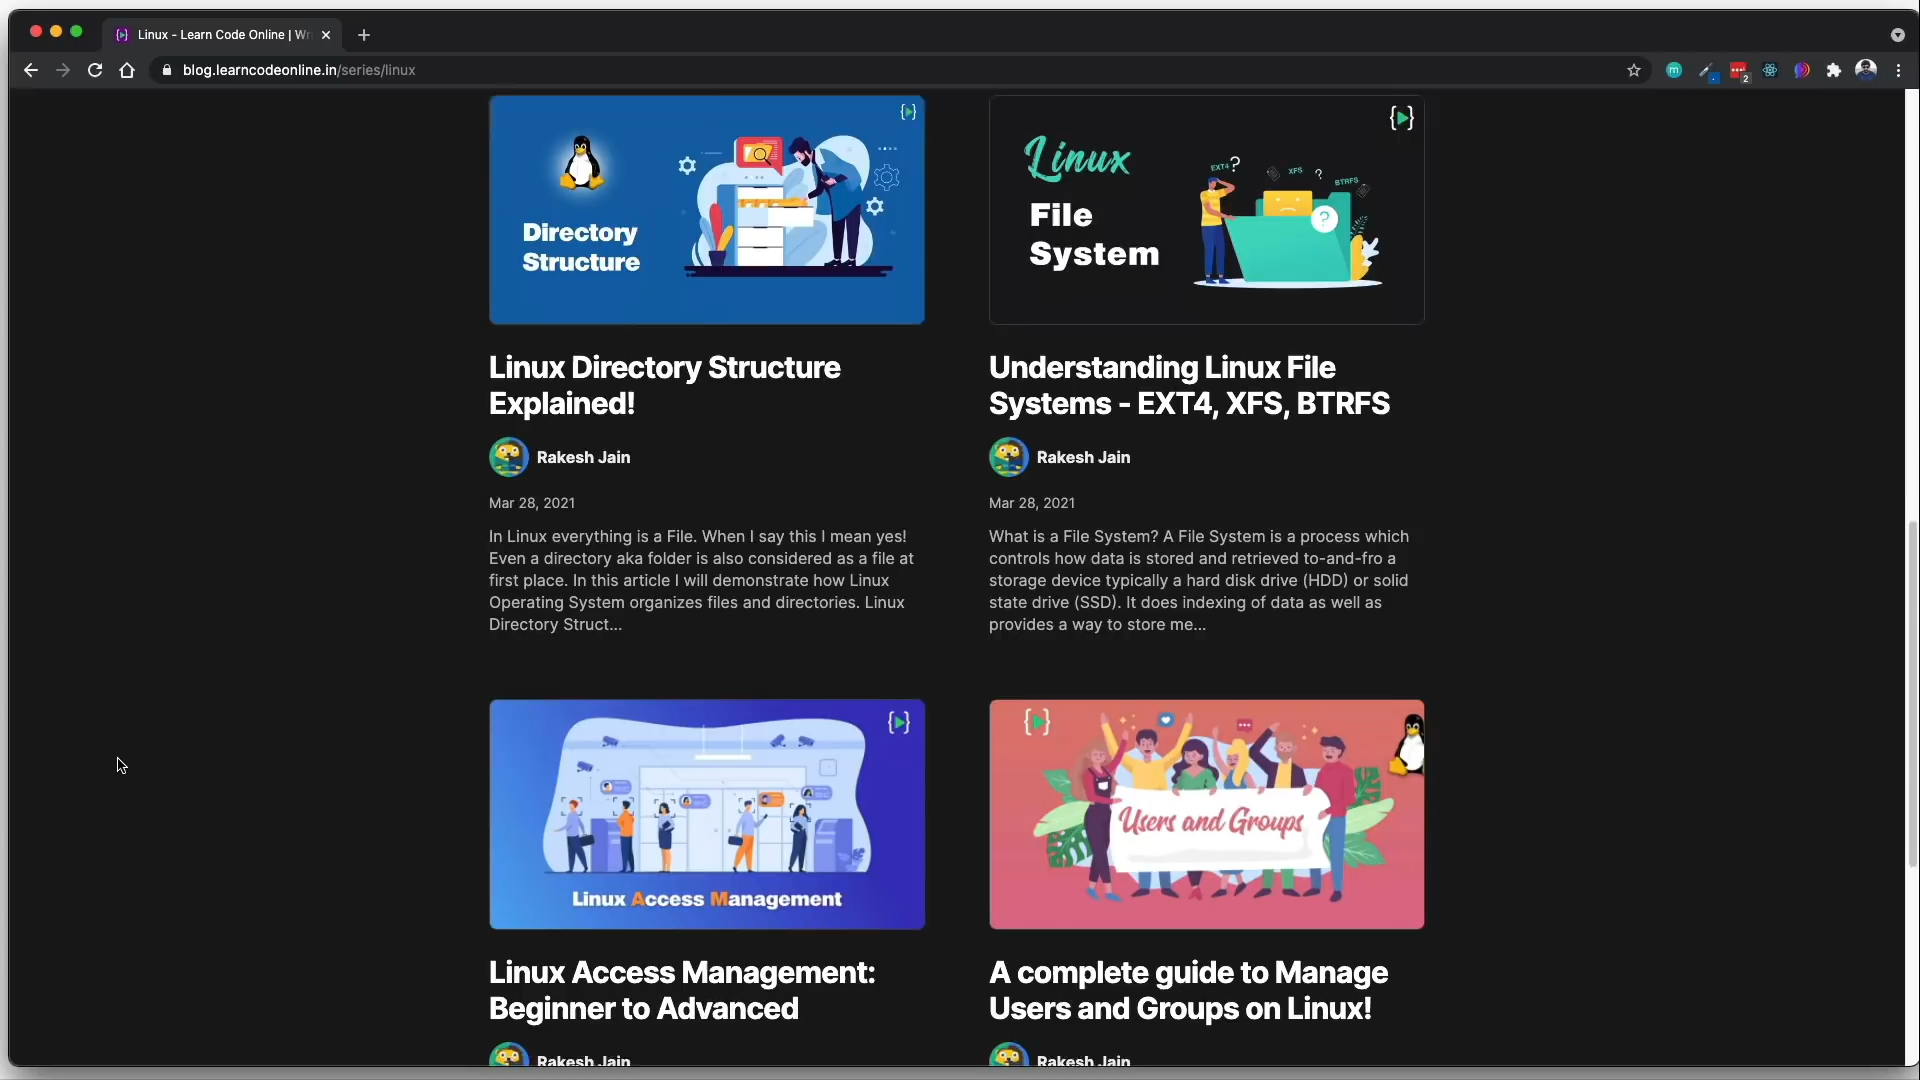 Linux - Learn Code Online | Wr
blog.learncodeonline.in/series/linux
2
Directory
Structure
Linux
File
System
EXT4 ?
XFS ?
BTRFS
?
Linux Directory Structure
Explained!
Rakesh Jain
Mar 28, 2021
In Linux everything is a File. When I say this I mean yes!
Even a directory aka folder is also considered as a file at
first place. In this article I will demonstrate how Linux
Operating System organizes files and directories. Linux
Directory Struct...
Understanding Linux File
Systems - EXT4, XFS, BTRFS
Rakesh Jain
Mar 28, 2021
What is a File System? A File System is a process which
controls how data is stored and retrieved to-and-fro a
storage device typically a hard disk drive (HDD) or solid
state drive (SSD). It does indexing of data as well as
provides a way to store me...
Linux Access Management
Users and Groups
Linux Access Management:
Beginner to Advanced
Rakesh Jain
A complete guide to Manage
Users and Groups on Linux!
Rakesh Jain